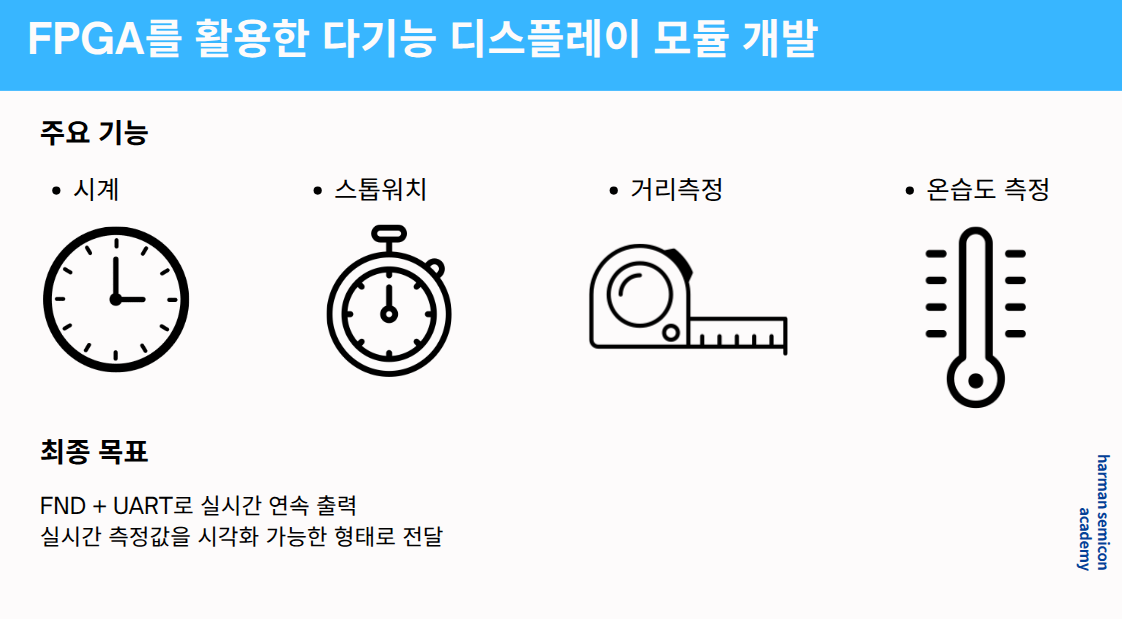 FPGA를 활용한 다기능 디스플레이 모듈 개발
주요 기능
• 시계
• 스톱워치
• 거리측정
• 온습도 측정
최종 목표
FND + UART로 실시간 연속 출력
실시간 측정값을 시각화 가능한 형태로 전달
harman semicon
academy